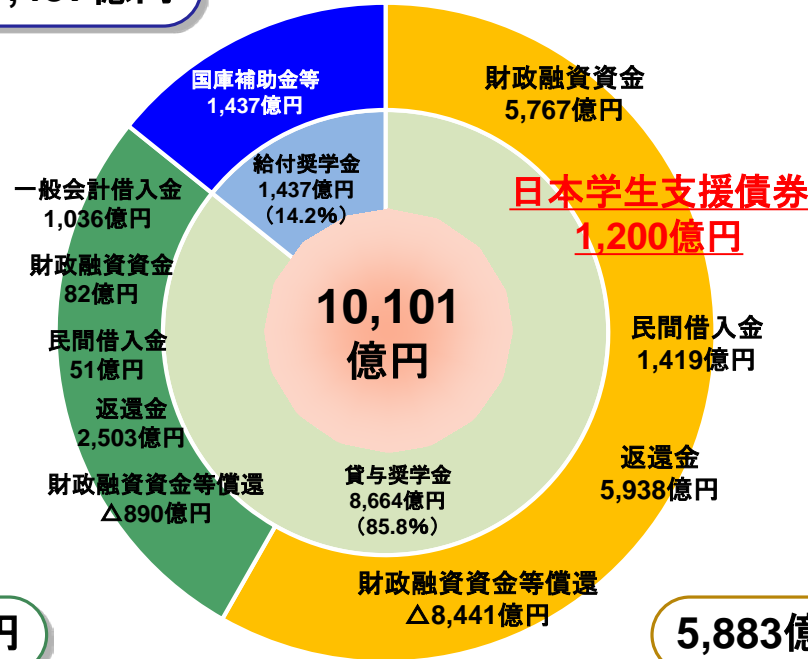 国庫補助金等
1,437億円
財政融資資金
5,767億円
給付奨学金
1,437億円
（14.2%）
一般会計借入金
1,036億円
日本学生支援債券
1,200億円
財政融資資金
82億円
10,101
億円
民間借入金
51億円
民間借入金
1,419億円
返還金
2,503億円
返還金
5,938億円
貸与奨学金
8,664億円
（85.8%）
財政融資資金等償還
△890億円
財政融資資金等償還
△8,441億円
円
5,883億